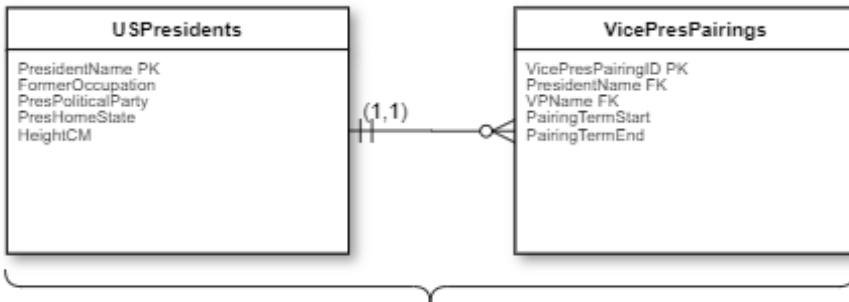 USPresidents
PresidentName PK
FormerOccupation
PresPoliticalParty
PresHomeState
HeightCM
(1,1)
VicePresPairings
VicePresPairingID PK
PresidentName FK
VPName FK
PairingTermStart
PairingTermEnd